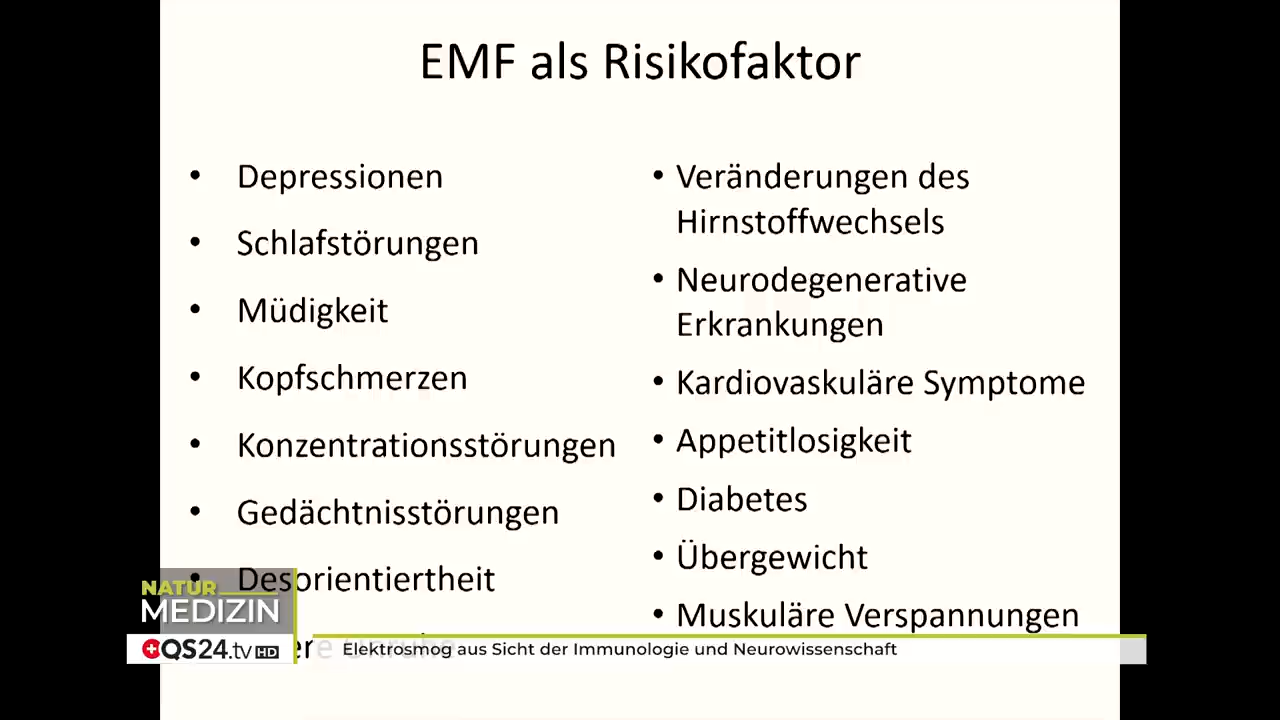 EMF als Risikofaktor
• Depressionen
• Schlafstörungen
• Müdigkeit
• Kopfschmerzen
• Konzentrationsstörungen
• Gedächtnisstörungen
• Desorientiertheit
• Veränderungen des
Hirnstoffwechsels
• Neurodegenerative
Erkrankungen
• Kardiovaskuläre Symptome
• Appetitlosigkeit
• Diabetes
• Übergewicht
• Muskuläre Verspannungen
NATUR
MEDIZIN
QS24.tv HD
Elektrosmog aus Sicht der Immunologie und Neurowissenschaft